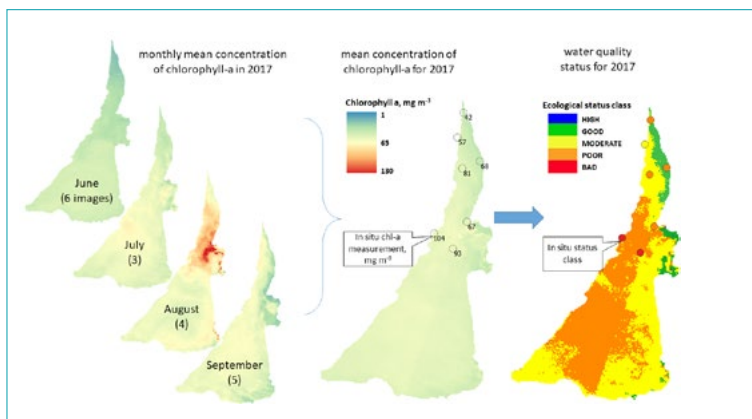 monthly mean concentration
of chlorophyll-a in 2017
June
(6 images)
July
(3)
August
(4)
September
(5)
mean concentration of
chlorophyll-a for 2017
Chlorophyll a, mg m⁻³
1
65
130
42
57
68
81
67
104
93
In situ chl-a
measurement,
mg m⁻³
water quality
status for 2017
Ecological status class
HIGH
GOOD
MODERATE
POOR
BAD
In situ status
class